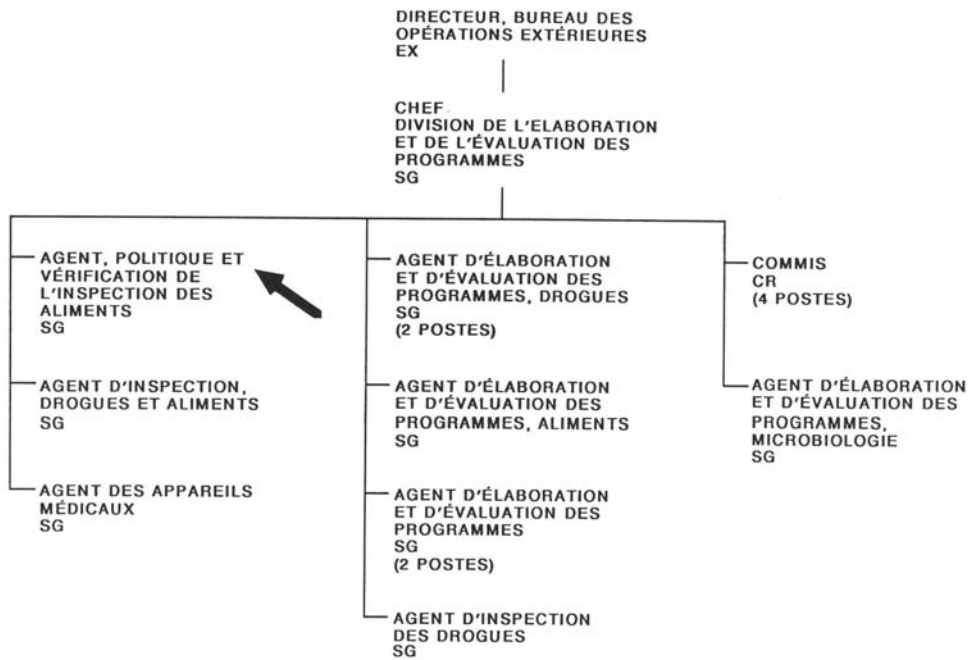 DIRECTEUR, BUREAU DES
OPÉRATIONS EXTÉRIEURES
EX
CHEF
DIVISION DE L'ELABORATION
ET DE L'ÉVALUATION DES
PROGRAMMES
SG
AGENT, POLITIQUE ET
VÉRIFICATION DE
L'INSPECTION DES
ALIMENTS
SG
AGENT D'INSPECTION,
DROGUES ET ALIMENTS
SG
AGENT DES APPAREILS
MÉDICAUX
SG
AGENT D'ÉLABORATION
ET D'ÉVALUATION DES
PROGRAMMES, DROGUES
SG
(2 POSTES)
AGENT D'ÉLABORATION
ET D'ÉVALUATION DES
PROGRAMMES, ALIMENTS
SG
AGENT D'ÉLABORATION
ET D'ÉVALUATION DES
PROGRAMMES
SG
(2 POSTES)
AGENT D'INSPECTION
DES DROGUES
SG
COMMIS
CR
(4 POSTES)
AGENT D'ÉLABORATION
ET D'ÉVALUATION DES
PROGRAMMES,
MICROBIOLOGIE
SG